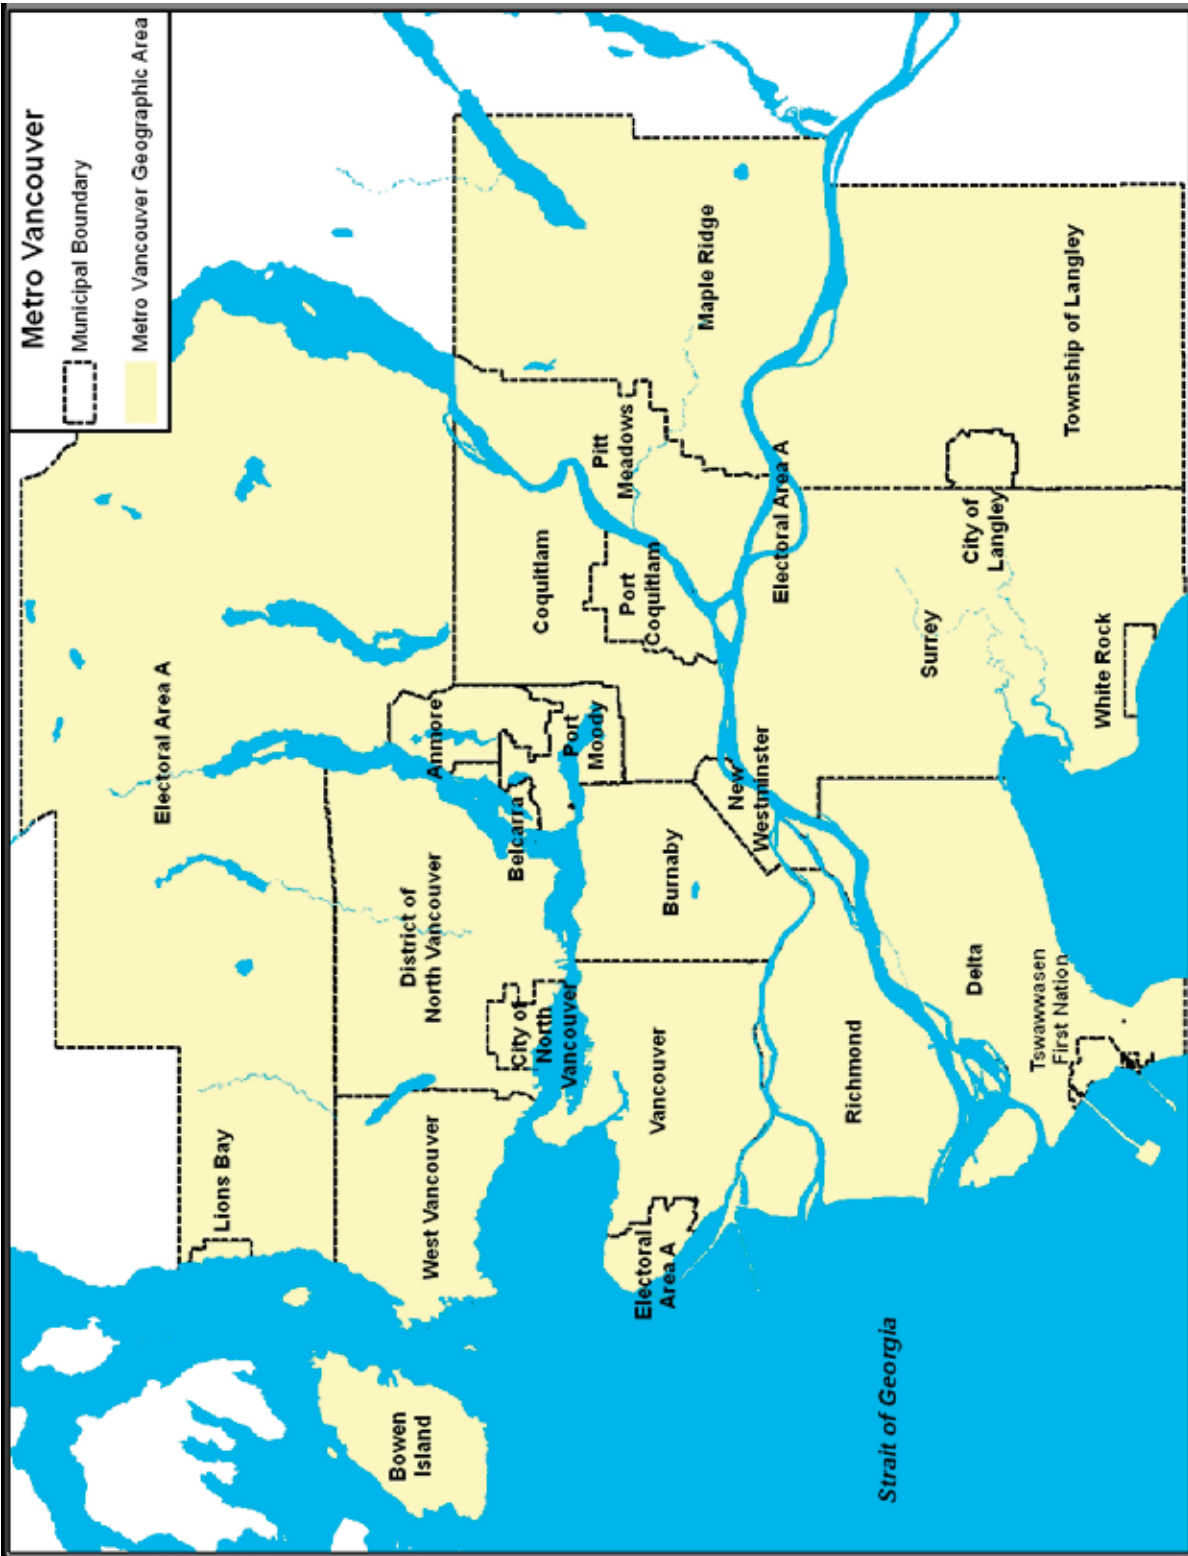 Metro Vancouver
Municipal Boundary
Metro Vancouver Geographic Area
Electoral Area A
Lions Bay
Bowen
Island
West Vancouver
District of
North Vancouver
City of
North
Vancouver
Anmore
Belcarra
Port
Moody
Coquitlam
Port
Coquitlam
Pitt
Meadows
Maple Ridge
Electoral
Area A
Vancouver
Burnaby
New
Westminster
Electoral Area A
Richmond
Surrey
City of
Langley
Township of Langley
Delta
Tswawwasen
First Nation
White Rock
Strait of Georgia